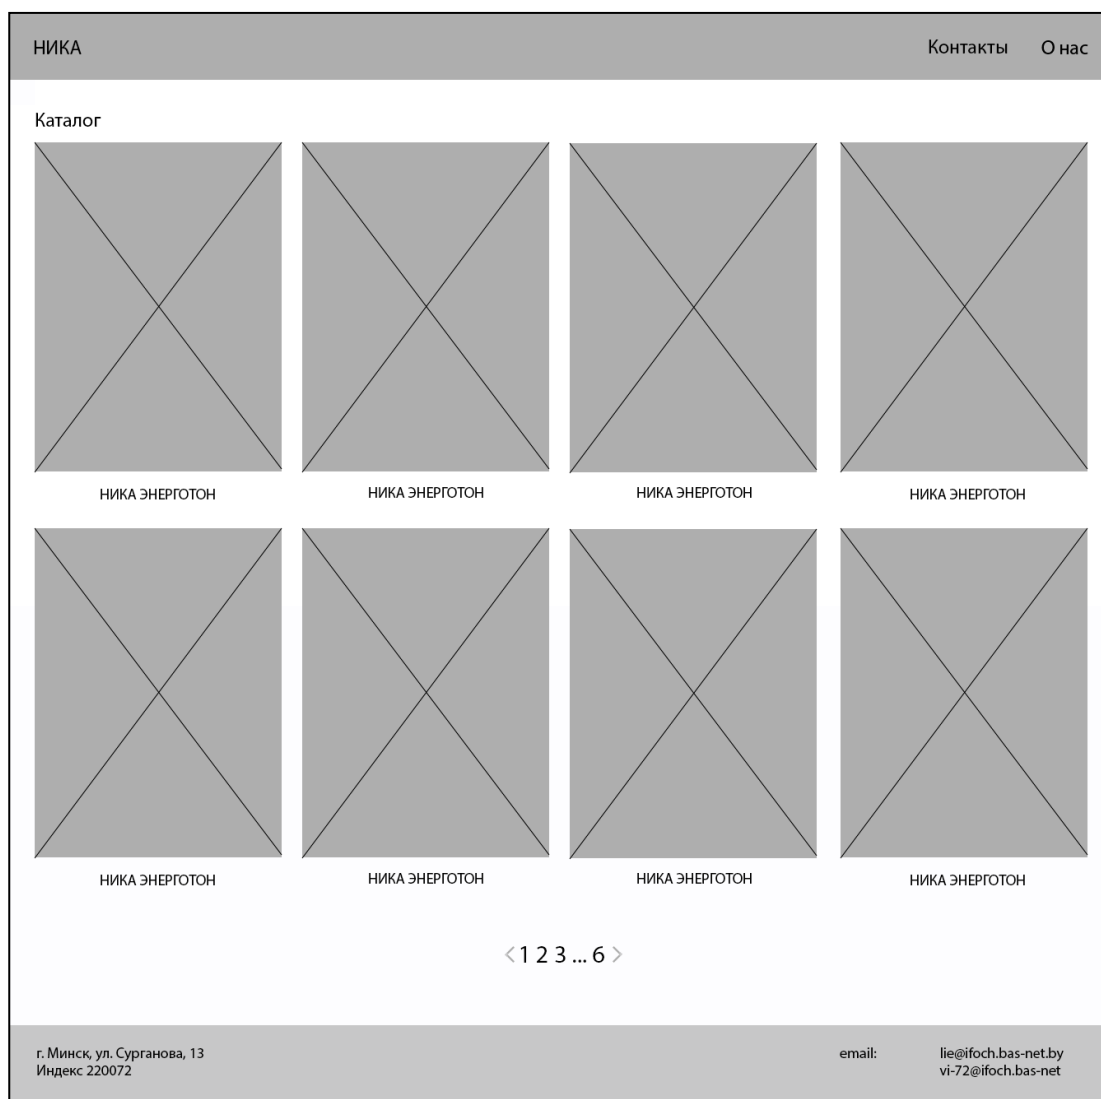 НИКА
Контакты О нас
Каталог
НИКА ЭНЕРГОТОН
НИКА ЭНЕРГОТОН
НИКА ЭНЕРГОТОН
НИКА ЭНЕРГОТОН
НИКА ЭНЕРГОТОН
НИКА ЭНЕРГОТОН
НИКА ЭНЕРГОТОН
НИКА ЭНЕРГОТОН
1 2 3 ... 6
г. Минск, ул. Сурганова, 13
Индекс 220072
email:
lie@ifoch.bas-net.by
vi-72@ifoch.bas-net